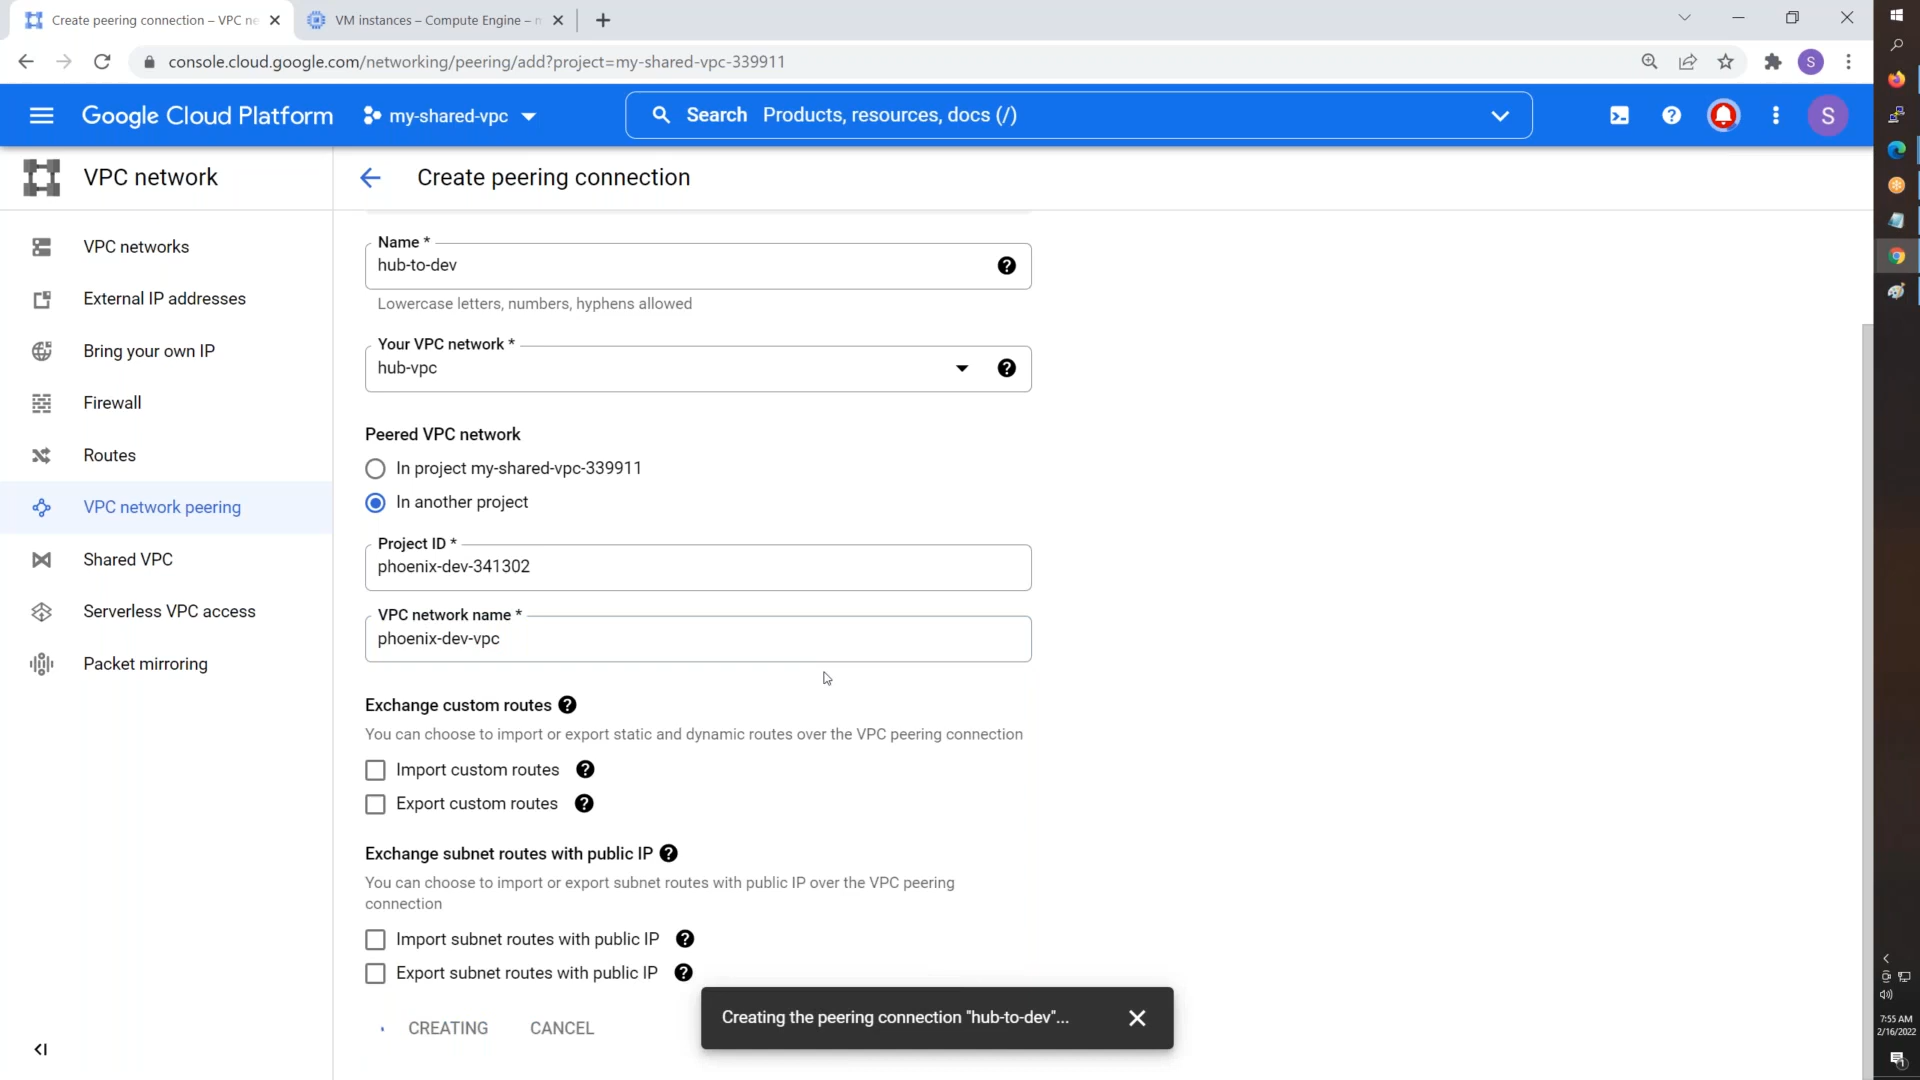 Create peering connection – VPC ne
VM instances – Compute Engine – m
console.cloud.google.com/networking/peering/add?project=my-shared-vpc-339911
S
Google Cloud Platform
my-shared-vpc
Search Products, resources, docs (/)
S
VPC network
Create peering connection
VPC networks
External IP addresses
Bring your own IP
Firewall
Routes
VPC network peering
Shared VPC
Serverless VPC access
Packet mirroring
Name *
hub-to-dev
Lowercase letters, numbers, hyphens allowed
Your VPC network *
hub-vpc
Peered VPC network
In project my-shared-vpc-339911
In another project
Project ID *
phoenix-dev-341302
VPC network name *
phoenix-dev-vpc
Exchange custom routes
You can choose to import or export static and dynamic routes over the VPC peering connection
Import custom routes
Export custom routes
Exchange subnet routes with public IP
You can choose to import or export subnet routes with public IP over the VPC peering
connection
Import subnet routes with public IP
Export subnet routes with public IP
CREATING CANCEL
Creating the peering connection "hub-to-dev"...
7:55 AM
2/16/2022